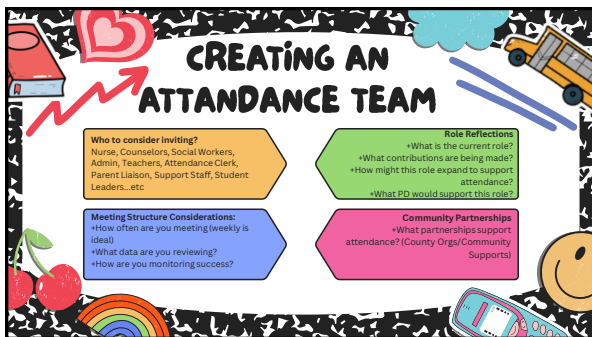 CREATING AN
ATTANDANCE TEAM
Who to consider inviting?
Nurse, Counselors, Social Workers,
Admin, Teachers, Attendance Clerk,
Parent Liaison, Support Staff, Student
Leaders...etc
Role Reflections
+What is the current role?
+What contributions are being made?
+How might this role expand to support
attendance?
+What PD would support this role?
Meeting Structure Considerations:
+How often are you meeting (weekly is
ideal)
+What data are you reviewing?
+How are you monitoring success?
Community Partnerships
+What partnerships support
attendance? (County Orgs/Community
Supports)